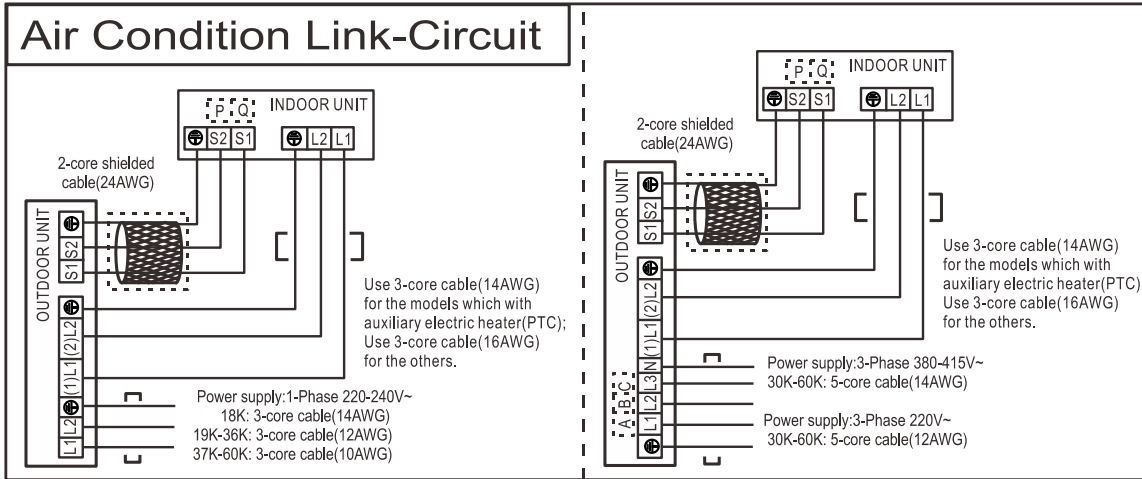 Air Condition Link-Circuit
P Q INDOOR UNIT
⏚ S2 S1 ⏚ L2 L1
2-core shielded
cable(24AWG)
OUTDOOR UNIT
⏚
S2
S1
⏚
(2)L2
(1)L1
⏚
L2
L1
Use 3-core cable(14AWG)
for the models which with
auxiliary electric heater(PTC);
Use 3-core cable(16AWG)
for the others.
Power supply:1-Phase 220-240V~
18K: 3-core cable(14AWG)
19K-36K: 3-core cable(12AWG)
37K-60K: 3-core cable(10AWG)
P Q INDOOR UNIT
⏚ S2 S1 ⏚ L2 L1
2-core shielded
cable(24AWG)
OUTDOOR UNIT
⏚
S2
S1
⏚
(2)L2
(1)L1
N
L3
L2
L1
⏚
A B C
Use 3-core cable(14AWG)
for the models which with
auxiliary electric heater(PTC)
Use 3-core cable(16AWG)
for the others.
Power supply:3-Phase 380-415V~
30K-60K: 5-core cable(14AWG)
Power supply:3-Phase 220V~
30K-60K: 5-core cable(12AWG)